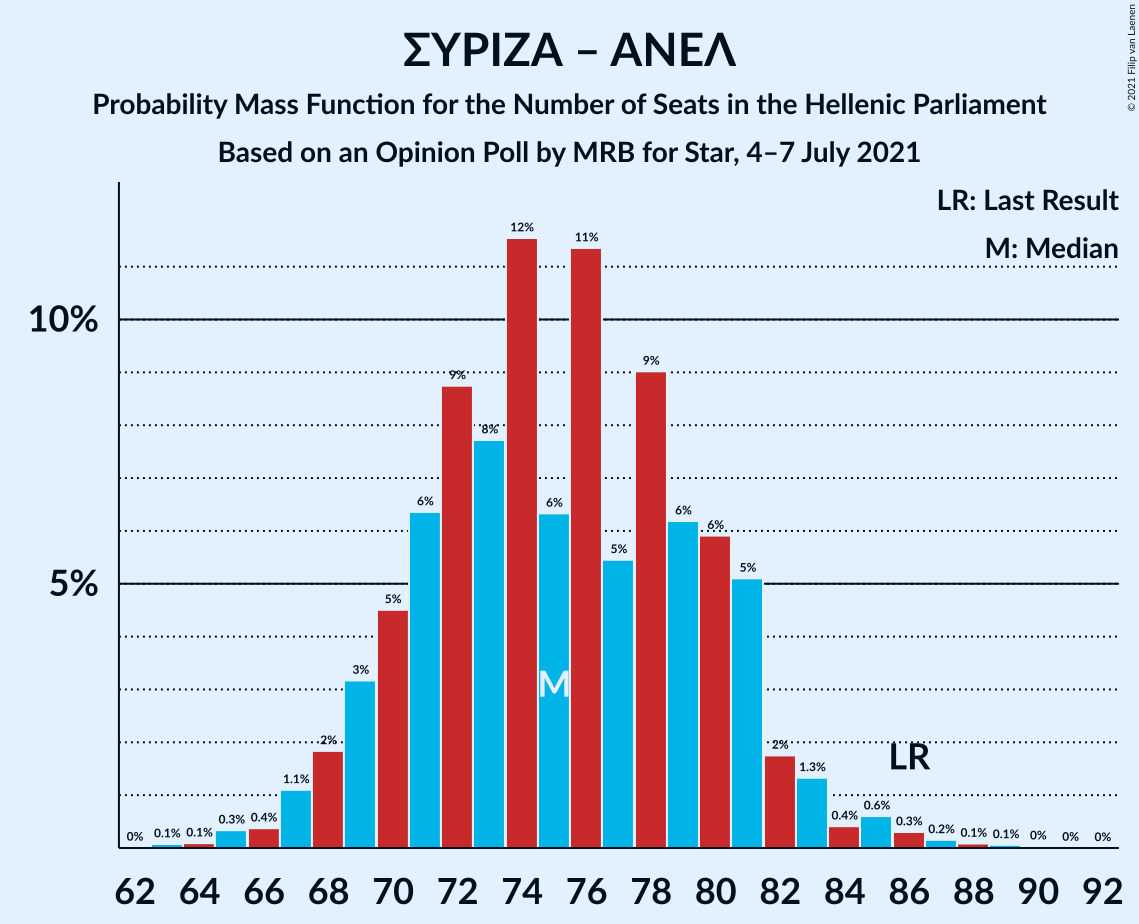 ΣΥΡΙΖΑ – ΑΝΕΛ
Probability Mass Function for the Number of Seats in the Hellenic Parliament
Based on an Opinion Poll by MRB for Star, 4–7 July 2021
© 2021 Filip van Laenen
LR: Last Result
M: Median
10%
5%
0% 0.1% 0.1% 0.3% 0.4% 1.1% 2% 3% 5% 6% 9% 8% 12% 6% 11% 5% 9% 6% 6% 5% 2% 1.3% 0.4% 0.6% 0.3% 0.2% 0.1% 0.1% 0% 0% 0%
M
LR
62 64 66 68 70 72 74 76 78 80 82 84 86 88 90 92